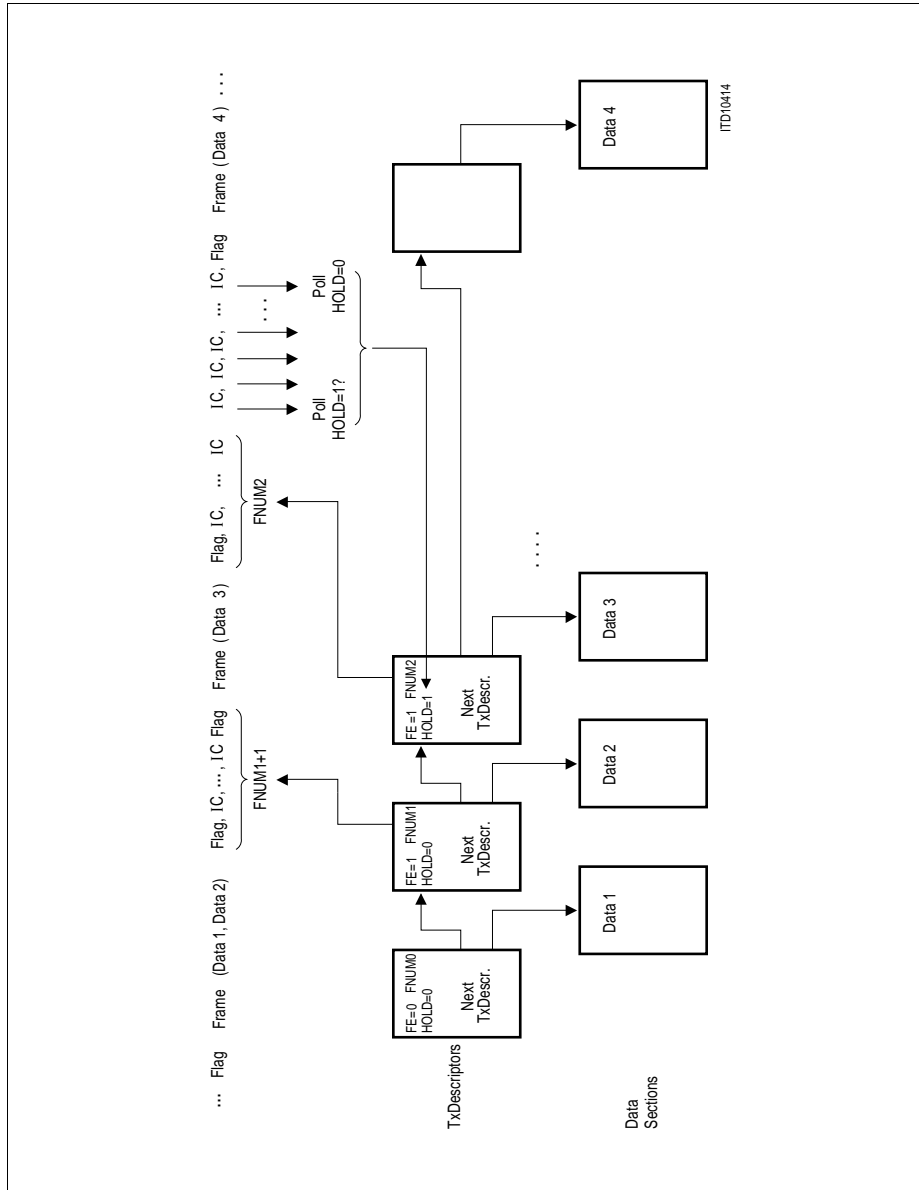 ... Flag Frame (Data 1, Data 2) Flag, IC, ..., IC Flag Frame (Data 3) Flag, IC, ... IC IC, IC, IC, ... IC, Flag Frame (Data 4) ...
FNUM1+1
FNUM2
Poll
HOLD=1?
...
Poll
HOLD=0
TxDescriptors
FE=0 FNUM0
HOLD=0
Next
TxDescr.
FE=1 FNUM1
HOLD=0
Next
TxDescr.
FE=1 FNUM2
HOLD=1
Next
TxDescr.
....
Data
Sections
Data 1
Data 2
Data 3
Data 4
ITD10414